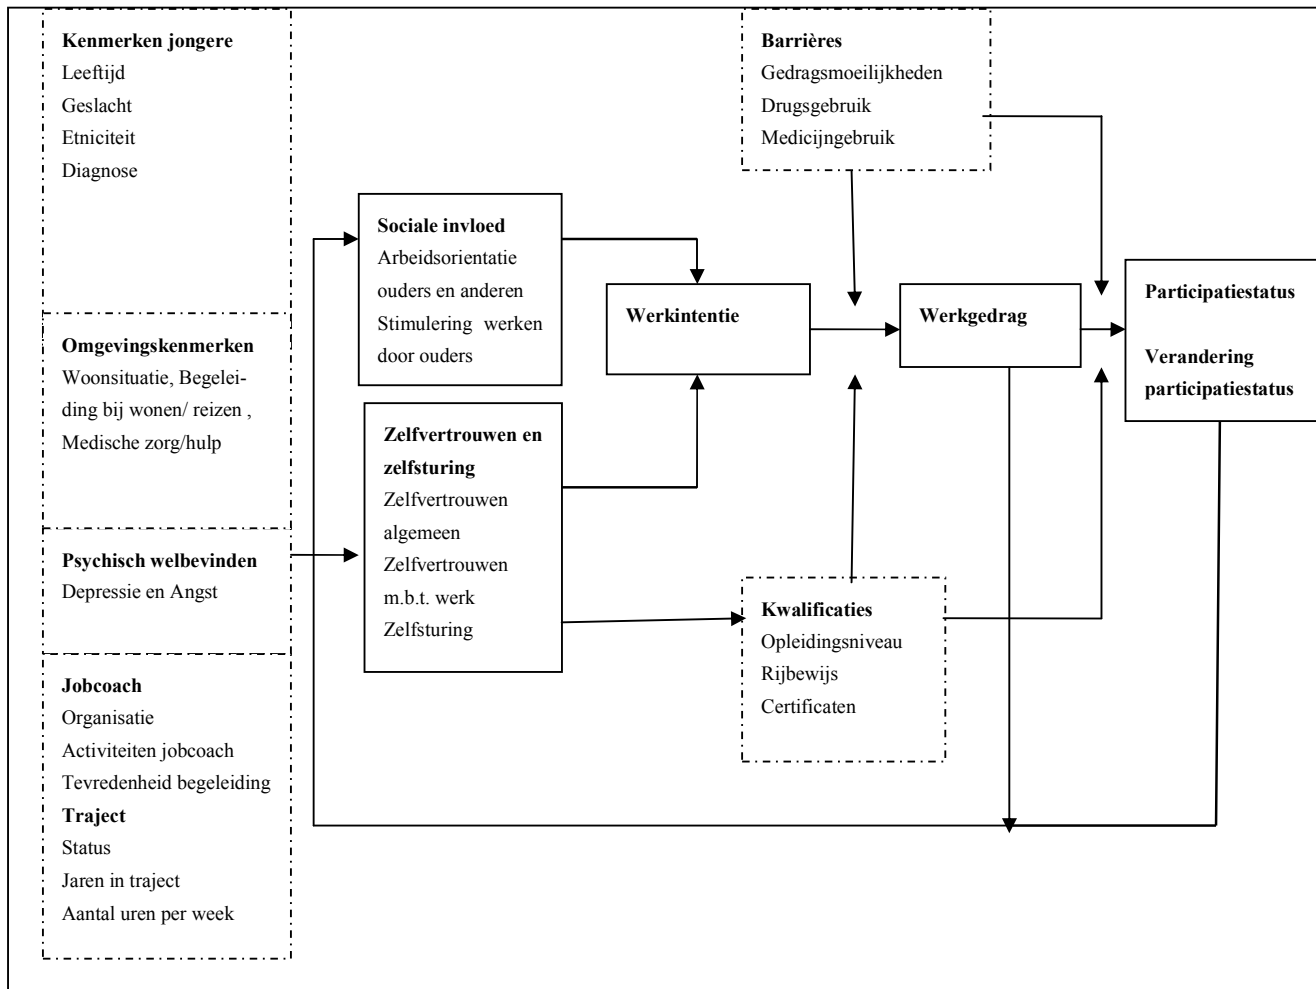 Kenmerken jongere
Leeftijd
Geslacht
Etniciteit
Diagnose
Omgevingskenmerken
Woonsituatie, Begelei-
ding bij wonen/ reizen ,
Medische zorg/hulp
Psychisch welbevinden
Depressie en Angst
Jobcoach
Organisatie
Activiteiten jobcoach
Tevredenheid begeleiding
Traject
Status
Jaren in traject
Aantal uren per week
Sociale invloed
Arbeidsorientatie
ouders en anderen
Stimulering werken
door ouders
Zelfvertrouwen en
zelfsturing
Zelfvertrouwen
algemeen
Zelfvertrouwen
m.b.t. werk
Zelfsturing
Werkintentie
Barrières
Gedragsmoeilijkheden
Drugsgebruik
Medicijngebruik
Kwalificaties
Opleidingsniveau
Rijbewijs
Certificaten
Werkgedrag
Participatiestatus
Verandering
participatiestatus